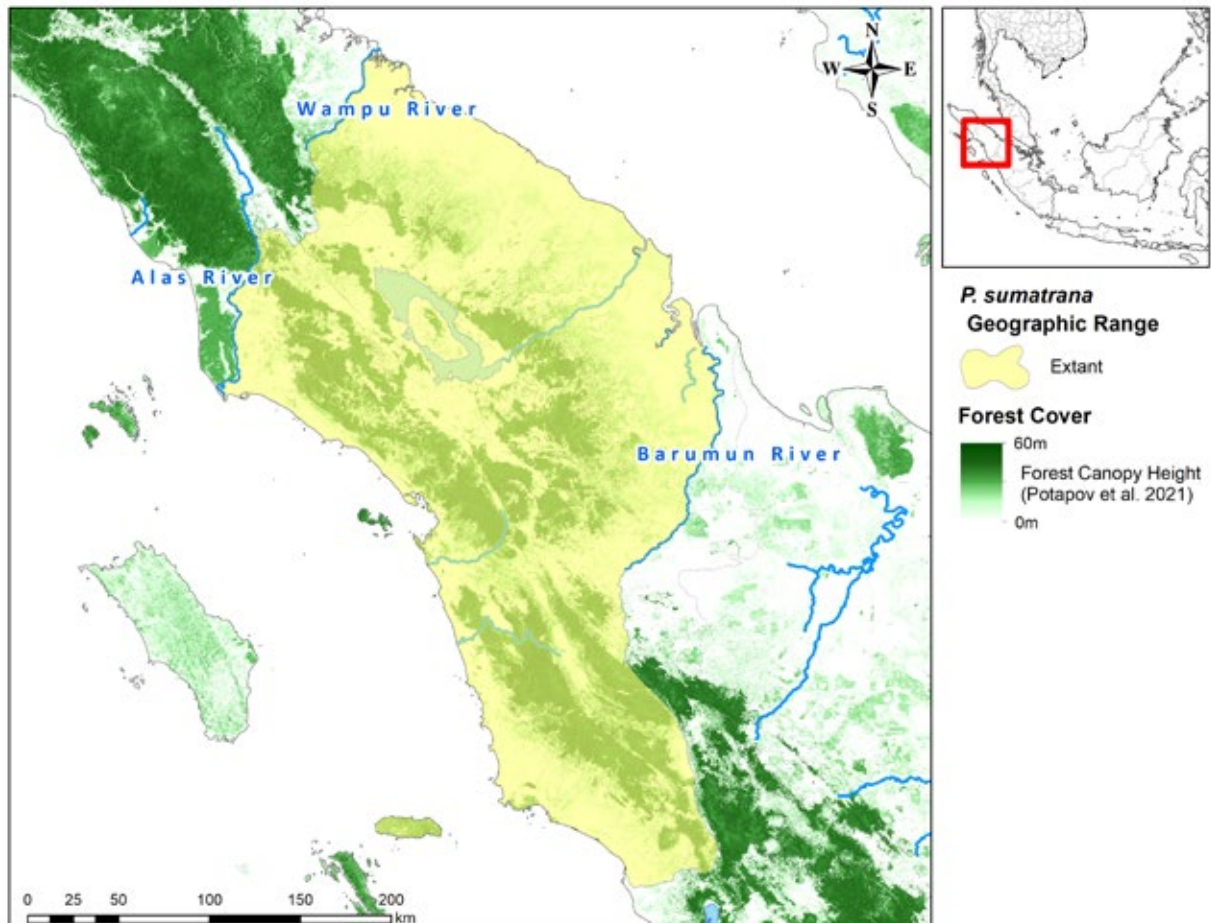 N
W E
S
Wampu River
Alas River
Barumun River
0 25 50 100 150 200
km
P. sumatrana
Geographic Range
Extant
Forest Cover
60m
Forest Canopy Height
(Potapov et al. 2021)
0m